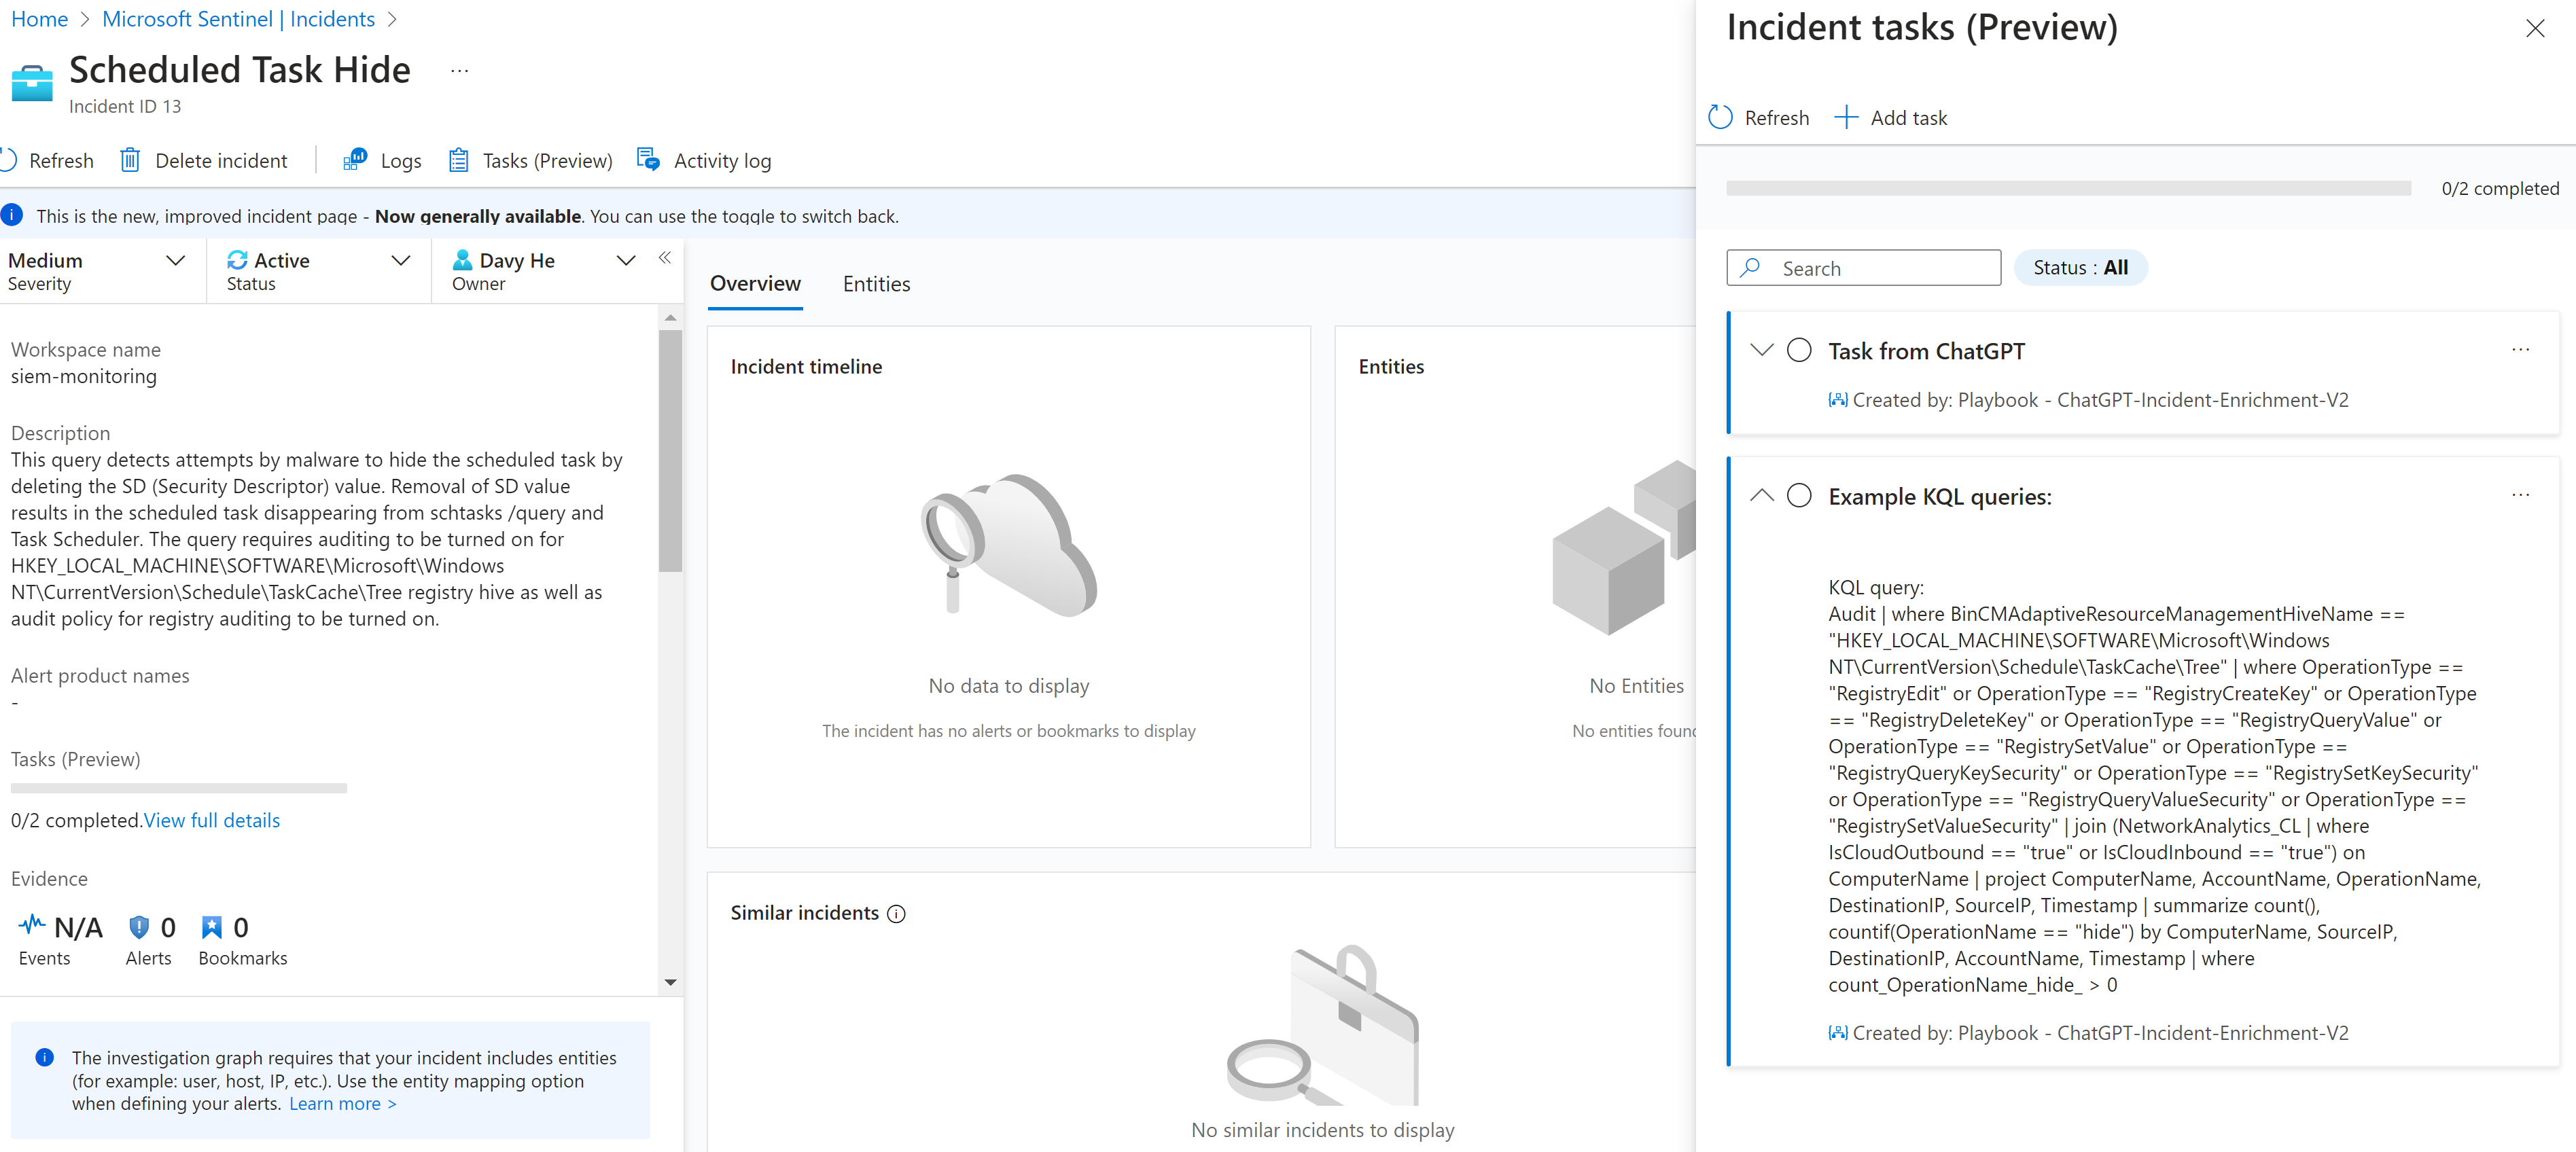 Home > Microsoft Sentinel | Incidents >
Scheduled Task Hide ...
Incident ID 13
Refresh Delete incident Logs Tasks (Preview) Activity log
This is the new, improved incident page - Now generally available. You can use the toggle to switch back.
Medium
Severity
Active
Status
Davy He
Owner
«
Workspace name
siem-monitoring
Description
This query detects attempts by malware to hide the scheduled task by
deleting the SD (Security Descriptor) value. Removal of SD value
results in the scheduled task disappearing from schtasks /query and
Task Scheduler. The query requires auditing to be turned on for
HKEY_LOCAL_MACHINE\SOFTWARE\Microsoft\Windows
NT\CurrentVersion\Schedule\TaskCache\Tree registry hive as well as
audit policy for registry auditing to be turned on.
Alert product names
-
Tasks (Preview)
0/2 completed.View full details
Evidence
N/A 0 0
Events Alerts Bookmarks
The investigation graph requires that your incident includes entities
(for example: user, host, IP, etc.). Use the entity mapping option
when defining your alerts. Learn more >
Overview Entities
Incident timeline
No data to display
The incident has no alerts or bookmarks to display
Entities
No Entities
No entities found
Similar incidents
No similar incidents to display
Incident tasks (Preview)
Refresh Add task
0/2 completed
Search
Status : All
Task from ChatGPT ...
Created by: Playbook - ChatGPT-Incident-Enrichment-V2
Example KQL queries: ...
KQL query:
Audit | where BinCMAdaptiveResourceManagementHiveName ==
"HKEY_LOCAL_MACHINE\SOFTWARE\Microsoft\Windows
NT\CurrentVersion\Schedule\TaskCache\Tree" | where OperationType ==
"RegistryEdit" or OperationType == "RegistryCreateKey" or OperationType
== "RegistryDeleteKey" or OperationType == "RegistryQueryValue" or
OperationType == "RegistrySetValue" or OperationType ==
"RegistryQueryKeySecurity" or OperationType == "RegistrySetKeySecurity"
or OperationType == "RegistryQueryValueSecurity" or OperationType ==
"RegistrySetValueSecurity" | join (NetworkAnalytics_CL | where
IsCloudOutbound == "true" or IsCloudInbound == "true") on
ComputerName | project ComputerName, AccountName, OperationName,
DestinationIP, SourceIP, Timestamp | summarize count(),
countif(OperationName == "hide") by ComputerName, SourceIP,
DestinationIP, AccountName, Timestamp | where
count_OperationName_hide_ > 0
Created by: Playbook - ChatGPT-Incident-Enrichment-V2